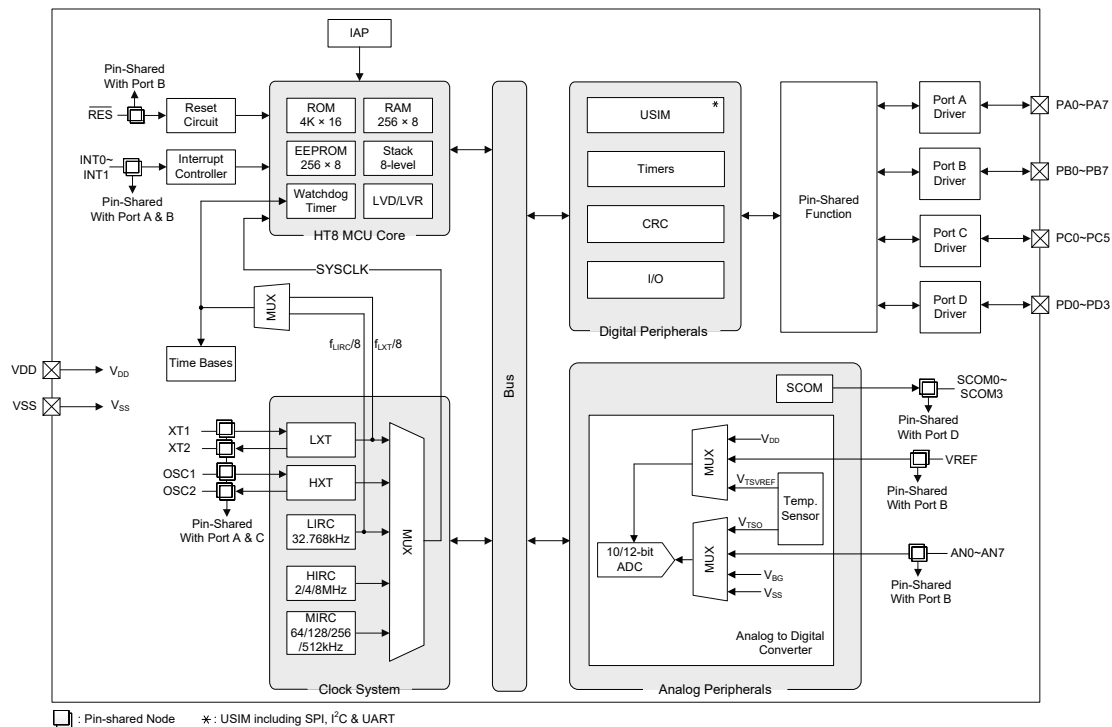 IAP
Pin-Shared
With Port B
RES
Reset
Circuit
INT0~
INT1
Interrupt
Controller
Pin-Shared
With Port A & B
ROM
4K × 16
RAM
256 × 8
EEPROM
256 × 8
Stack
8-level
Watchdog
Timer
LVD/LVR
HT8 MCU Core
SYSCLK
MUX
Time Bases
fLIRC/8
fLXT/8
VDD
VDD
VSS
VSS
XT1
XT2
OSC1
OSC2
Pin-Shared
With Port A & C
LXT
HXT
LIRC
32.768kHz
HIRC
2/4/8MHz
MIRC
64/128/256
/512kHz
MUX
Clock System
Bus
USIM
*
Timers
CRC
I/O
Digital Peripherals
Pin-Shared
Function
Port A
Driver
PA0~PA7
Port B
Driver
PB0~PB7
Port C
Driver
PC0~PC5
Port D
Driver
PD0~PD3
SCOM
SCOM0~
SCOM3
Pin-Shared
With Port D
VDD
MUX
VREF
VTSVREF
Pin-Shared
With Port B
Temp.
Sensor
VTSO
10/12-bit
ADC
MUX
AN0~AN7
VBG
VSS
Pin-Shared
With Port B
Analog to Digital
Converter
Analog Peripherals
: Pin-shared Node
* : USIM including SPI, I²C & UART